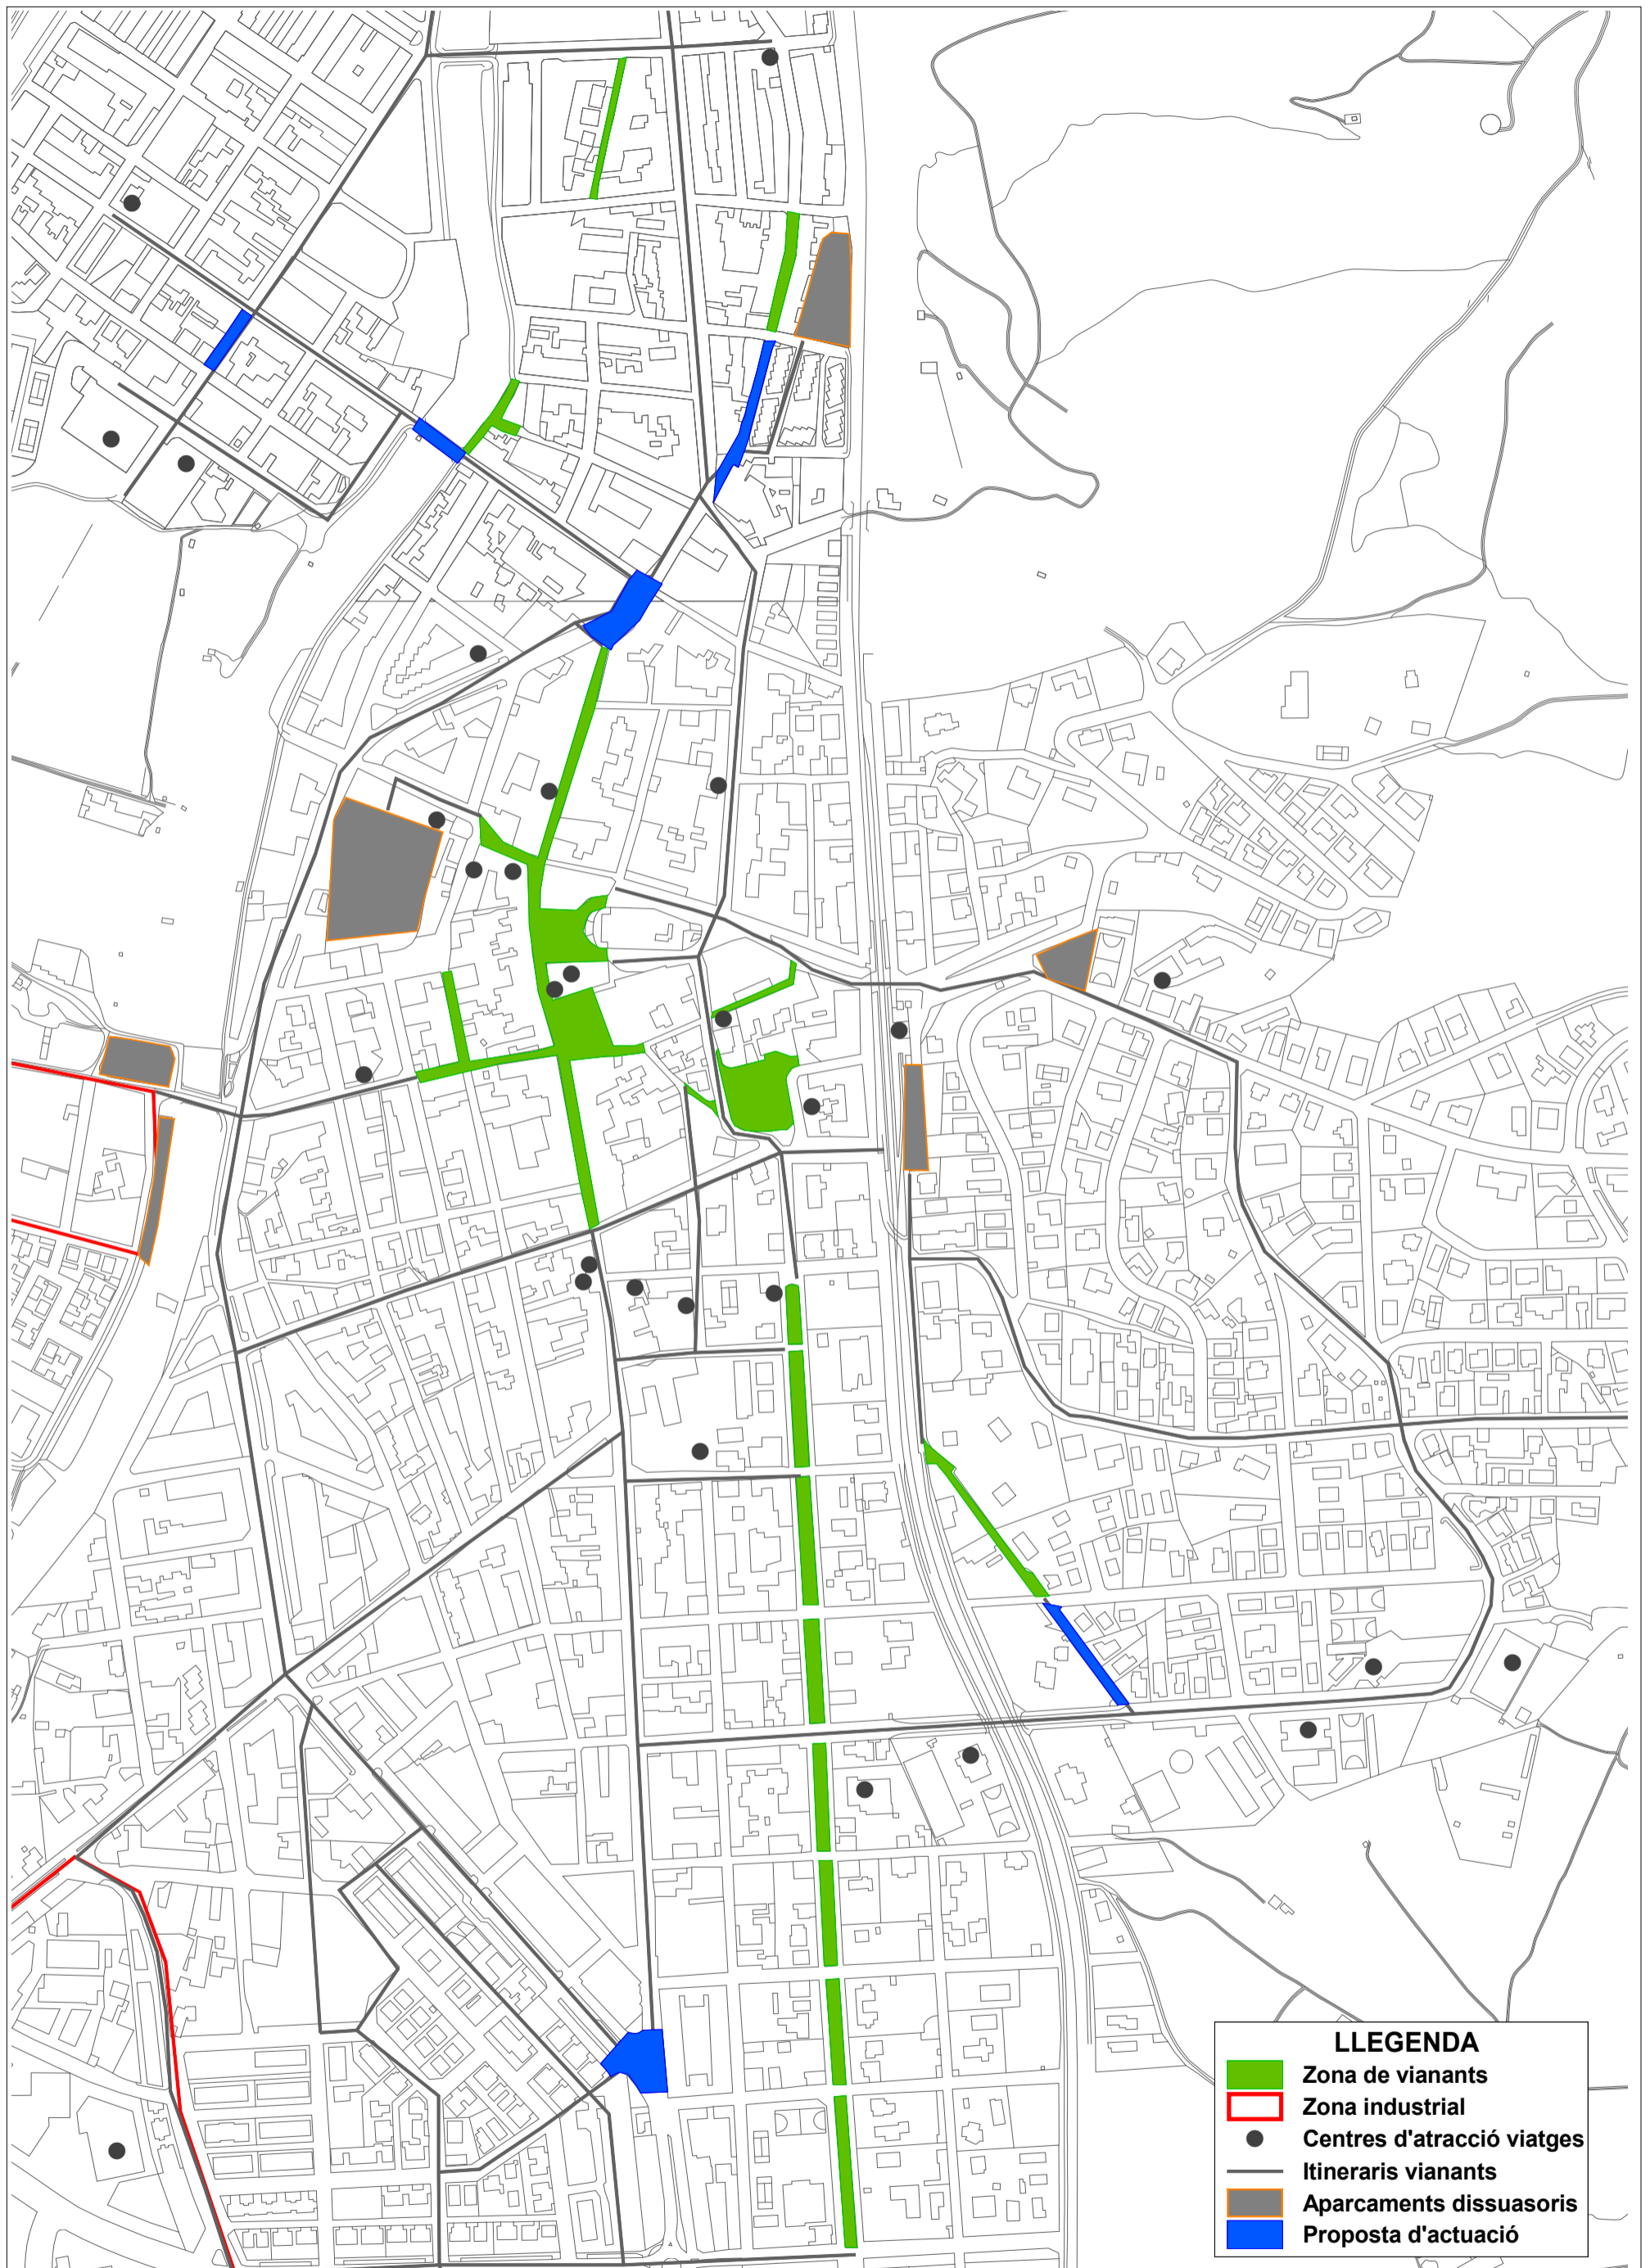 LLEGENDA
Zona de vianants
Zona industrial
Centres d'atracció viatges
Itineraris vianants
Aparcaments dissuasoris
Proposta d'actuació